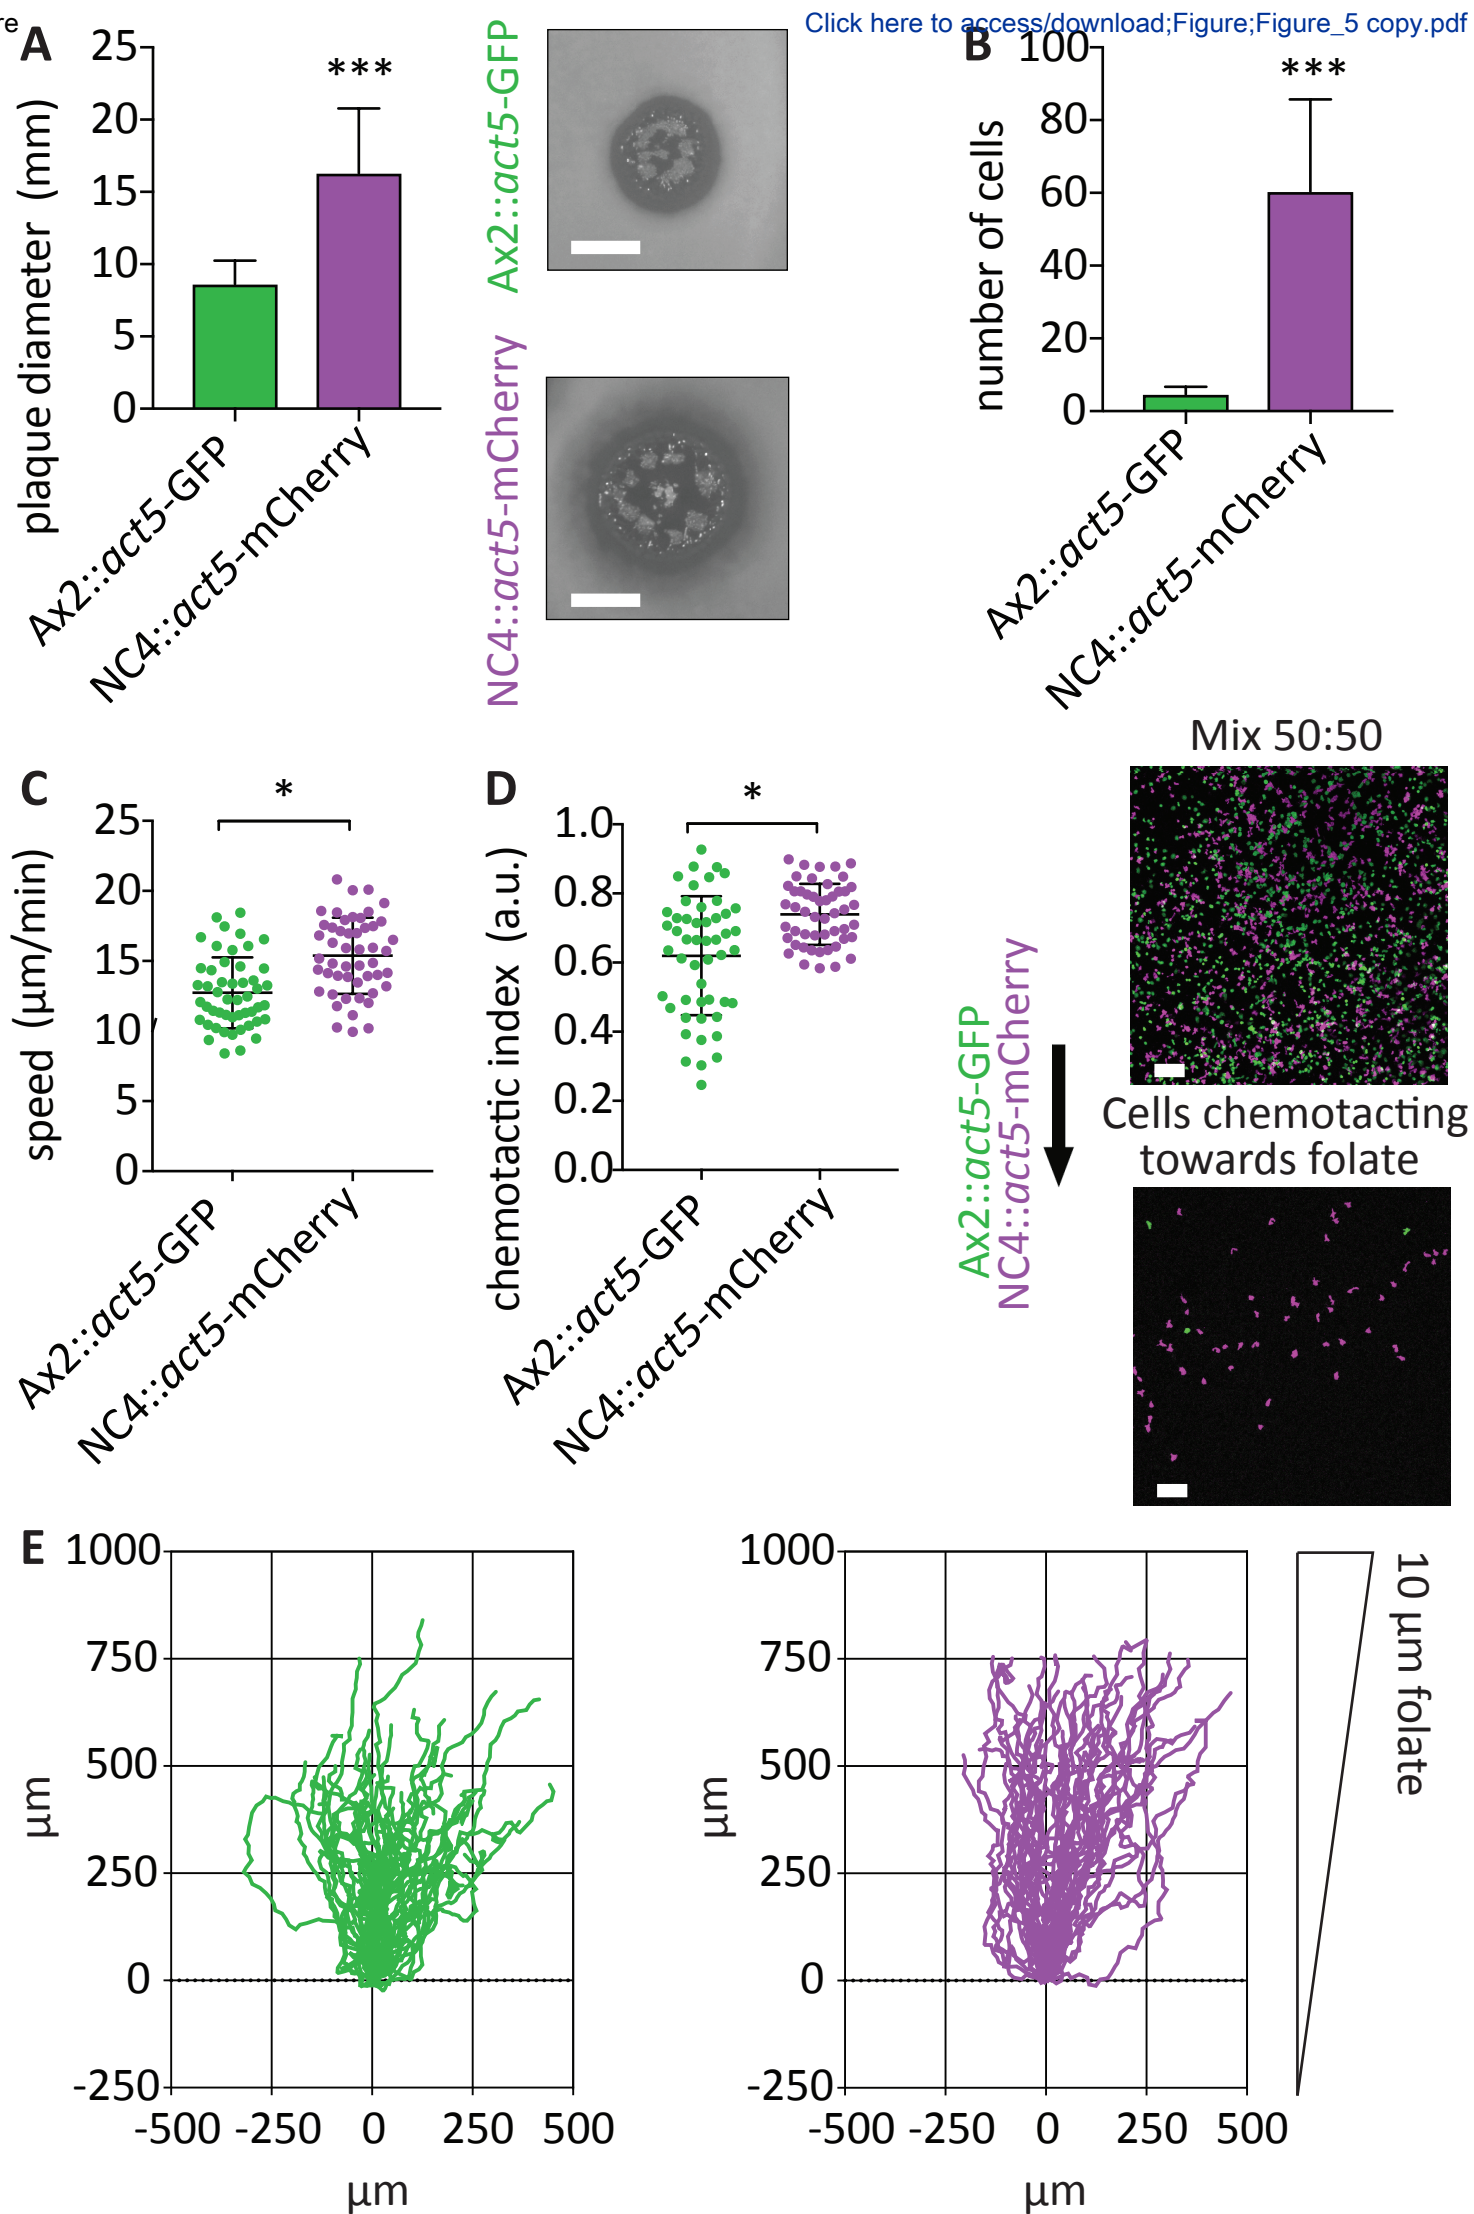 re
Click here to access/download;Figure;Figure_5 copy.pdf
A
25
20
15
10
5
0
plaque diameter (mm)
***
Ax2::act5-GFP
NC4::act5-mCherry
Ax2::act5-GFP
NC4::act5-mCherry
B
100
80
60
40
20
0
number of cells
***
Ax2::act5-GFP
NC4::act5-mCherry
C
25
20
15
10
5
0
speed (µm/min)
*
Ax2::act5-GFP
NC4::act5-mCherry
D
1.0
0.8
0.6
0.4
0.2
0.0
chemotactic index (a.u.)
*
Ax2::act5-GFP
NC4::act5-mCherry
Ax2::act5-GFP
NC4::act5-mCherry
Mix 50:50
Cells chemotacting
towards folate
E
1000
750
500
250
0
-250
µm
-500 -250 0 250 500
µm
1000
750
500
250
0
-250
µm
-500 -250 0 250 500
µm
10 µm folate